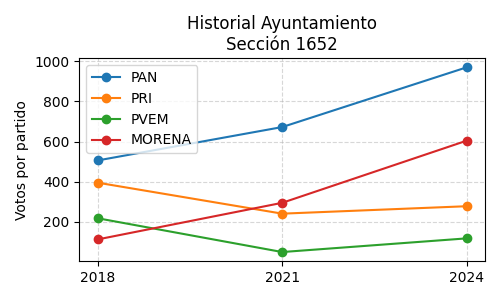 Historial Ayuntamiento
Sección 1652
Votos por partido
1000
800
600
400
200
PAN
PRI
PVEM
MORENA
2018
2021
2024